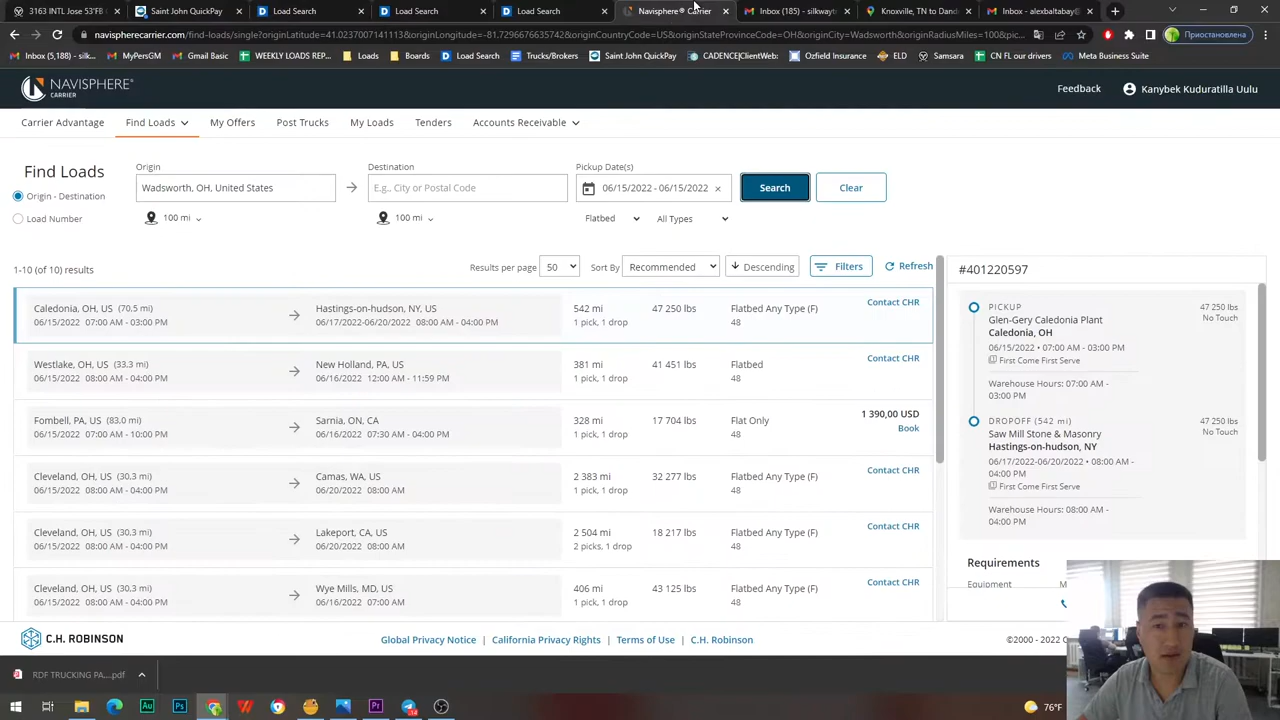 3163 INTL Jose 53"FB
Saint John QuickPay
Load Search
Load Search
Load Search
Navisphere® Carrier
Inbox (185) - silkwayt
Knoxville, TN to Dand
Inbox - alexbaltabay@
navispherecarrier.com/find-loads/single?originLatitude=41.0237007141113&originLongitude=-81.7296676635742&originCountryCode=US&originStateProvinceCode=OH&originCity=Wadsworth&originRadiusMiles=100&pic...
Приостановлена
Inbox (5,188) - silk...
MyPersGM
Gmail Basic
WEEKLY LOADS REP...
Loads
Boards
Load Search
Trucks/Brokers
Saint John QuickPay
CADENCE|ClientWeb:
Ozfield Insurance
ELD
Samsara
CN FL our drivers
Meta Business Suite
NAVISPHERE®
CARRIER
Feedback
Kanybek Kuduratilla Uulu
Carrier Advantage
Find Loads
My Offers
Post Trucks
My Loads
Tenders
Accounts Receivable
Find Loads
Origin
Destination
Pickup Date(s)
Origin - Destination
Wadsworth, OH, United States
E.g., City or Postal Code
06/15/2022 - 06/15/2022
Search
Clear
Load Number
100 mi
100 mi
Flatbed
All Types
1-10 (of 10) results
Results per page
50
Sort By
Recommended
Descending
Filters
Refresh
Caledonia, OH, US (70.5 mi)
06/15/2022 07:00 AM - 03:00 PM
Hastings-on-hudson, NY, US
06/17/2022-06/20/2022 08:00 AM - 04:00 PM
542 mi
1 pick, 1 drop
47 250 lbs
Flatbed Any Type (F)
48
Contact CHR
Westlake, OH, US (33,3 mi)
06/15/2022 08:00 AM - 04:00 PM
New Holland, PA, US
06/16/2022 12:00 AM - 11:59 PM
381 mi
1 pick, 1 drop
41 451 lbs
Flatbed
48
Contact CHR
Fombell, PA, US (83,0 mi)
06/15/2022 07:00 AM - 10:00 PM
Sarnia, ON, CA
06/16/2022 07:30 AM - 04:00 PM
328 mi
1 pick, 1 drop
17 704 lbs
Flat Only
48
1 390,00 USD
Book
Cleveland, OH, US (30,3 mi)
06/15/2022 08:00 AM - 04:00 PM
Camas, WA, US
06/20/2022 08:00 AM
2 383 mi
1 pick, 1 drop
32 277 lbs
Flatbed Any Type (F)
48
Contact CHR
Cleveland, OH, US (30,3 mi)
06/15/2022 08:00 AM - 04:00 PM
Lakeport, CA, US
06/20/2022 08:00 AM
2 504 mi
2 picks, 1 drop
18 217 lbs
Flatbed Any Type (F)
48
Contact CHR
Cleveland, OH, US (30,3 mi)
06/15/2022 08:00 AM - 04:00 PM
Wye Mills, MD, US
06/16/2022 07:00 AM
406 mi
1 pick, 1 drop
43 125 lbs
Flatbed Any Type (F)
48
Contact CHR
#401220597
PICKUP
Glen-Gery Caledonia Plant
Caledonia, OH
06/15/2022 • 07:00 AM - 03:00 PM
First Come First Serve
Warehouse Hours: 07:00 AM -
03:00 PM
47 250 lbs
No Touch
DROPOFF (542 mi)
Saw Mill Stone & Masonry
Hastings-on-hudson, NY
06/17/2022-06/20/2022 • 08:00 AM -
04:00 PM
First Come First Serve
Warehouse Hours: 08:00 AM -
04:00 PM
47 250 lbs
No Touch
Requirements
Equipment
C.H. ROBINSON
Global Privacy Notice | California Privacy Rights | Terms of Use | C.H. Robinson
©2000 - 2022 C
RDF TRUCKING PA....pdf
Au
Ps
Pr
14
76°F